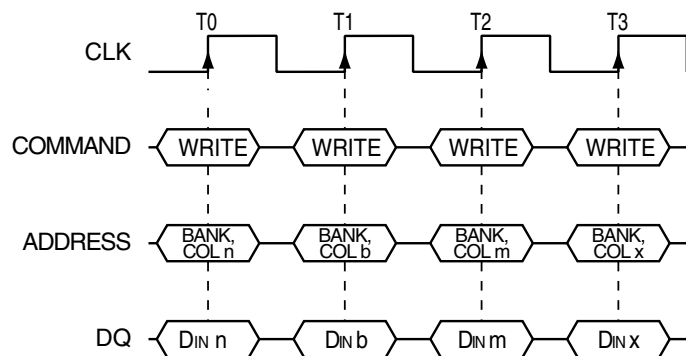 T0 T1 T2 T3
CLK
COMMAND WRITE WRITE WRITE WRITE
ADDRESS BANK, COL n BANK, COL b BANK, COL m BANK, COL x
DQ DIN n DIN b DIN m DIN x